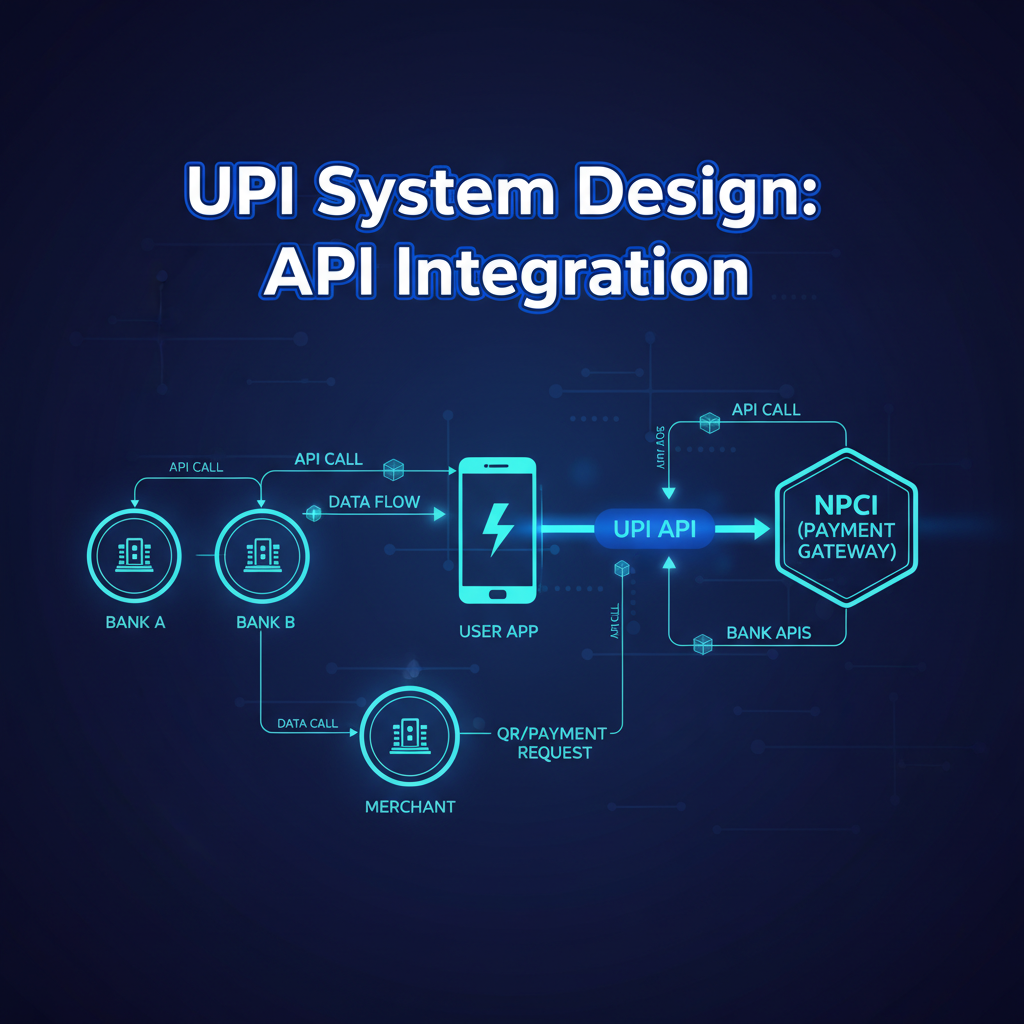 UPI System Design:
API Integration
API CALL
API CALL
API CALL
DATA FLOW
UPI API
NPCI
(PAYMENT
GATEWAY)
BANK A
BANK B
USER APP
BANK APIS
DATA CALL
QR/PAYMENT
REQUEST
MERCHANT